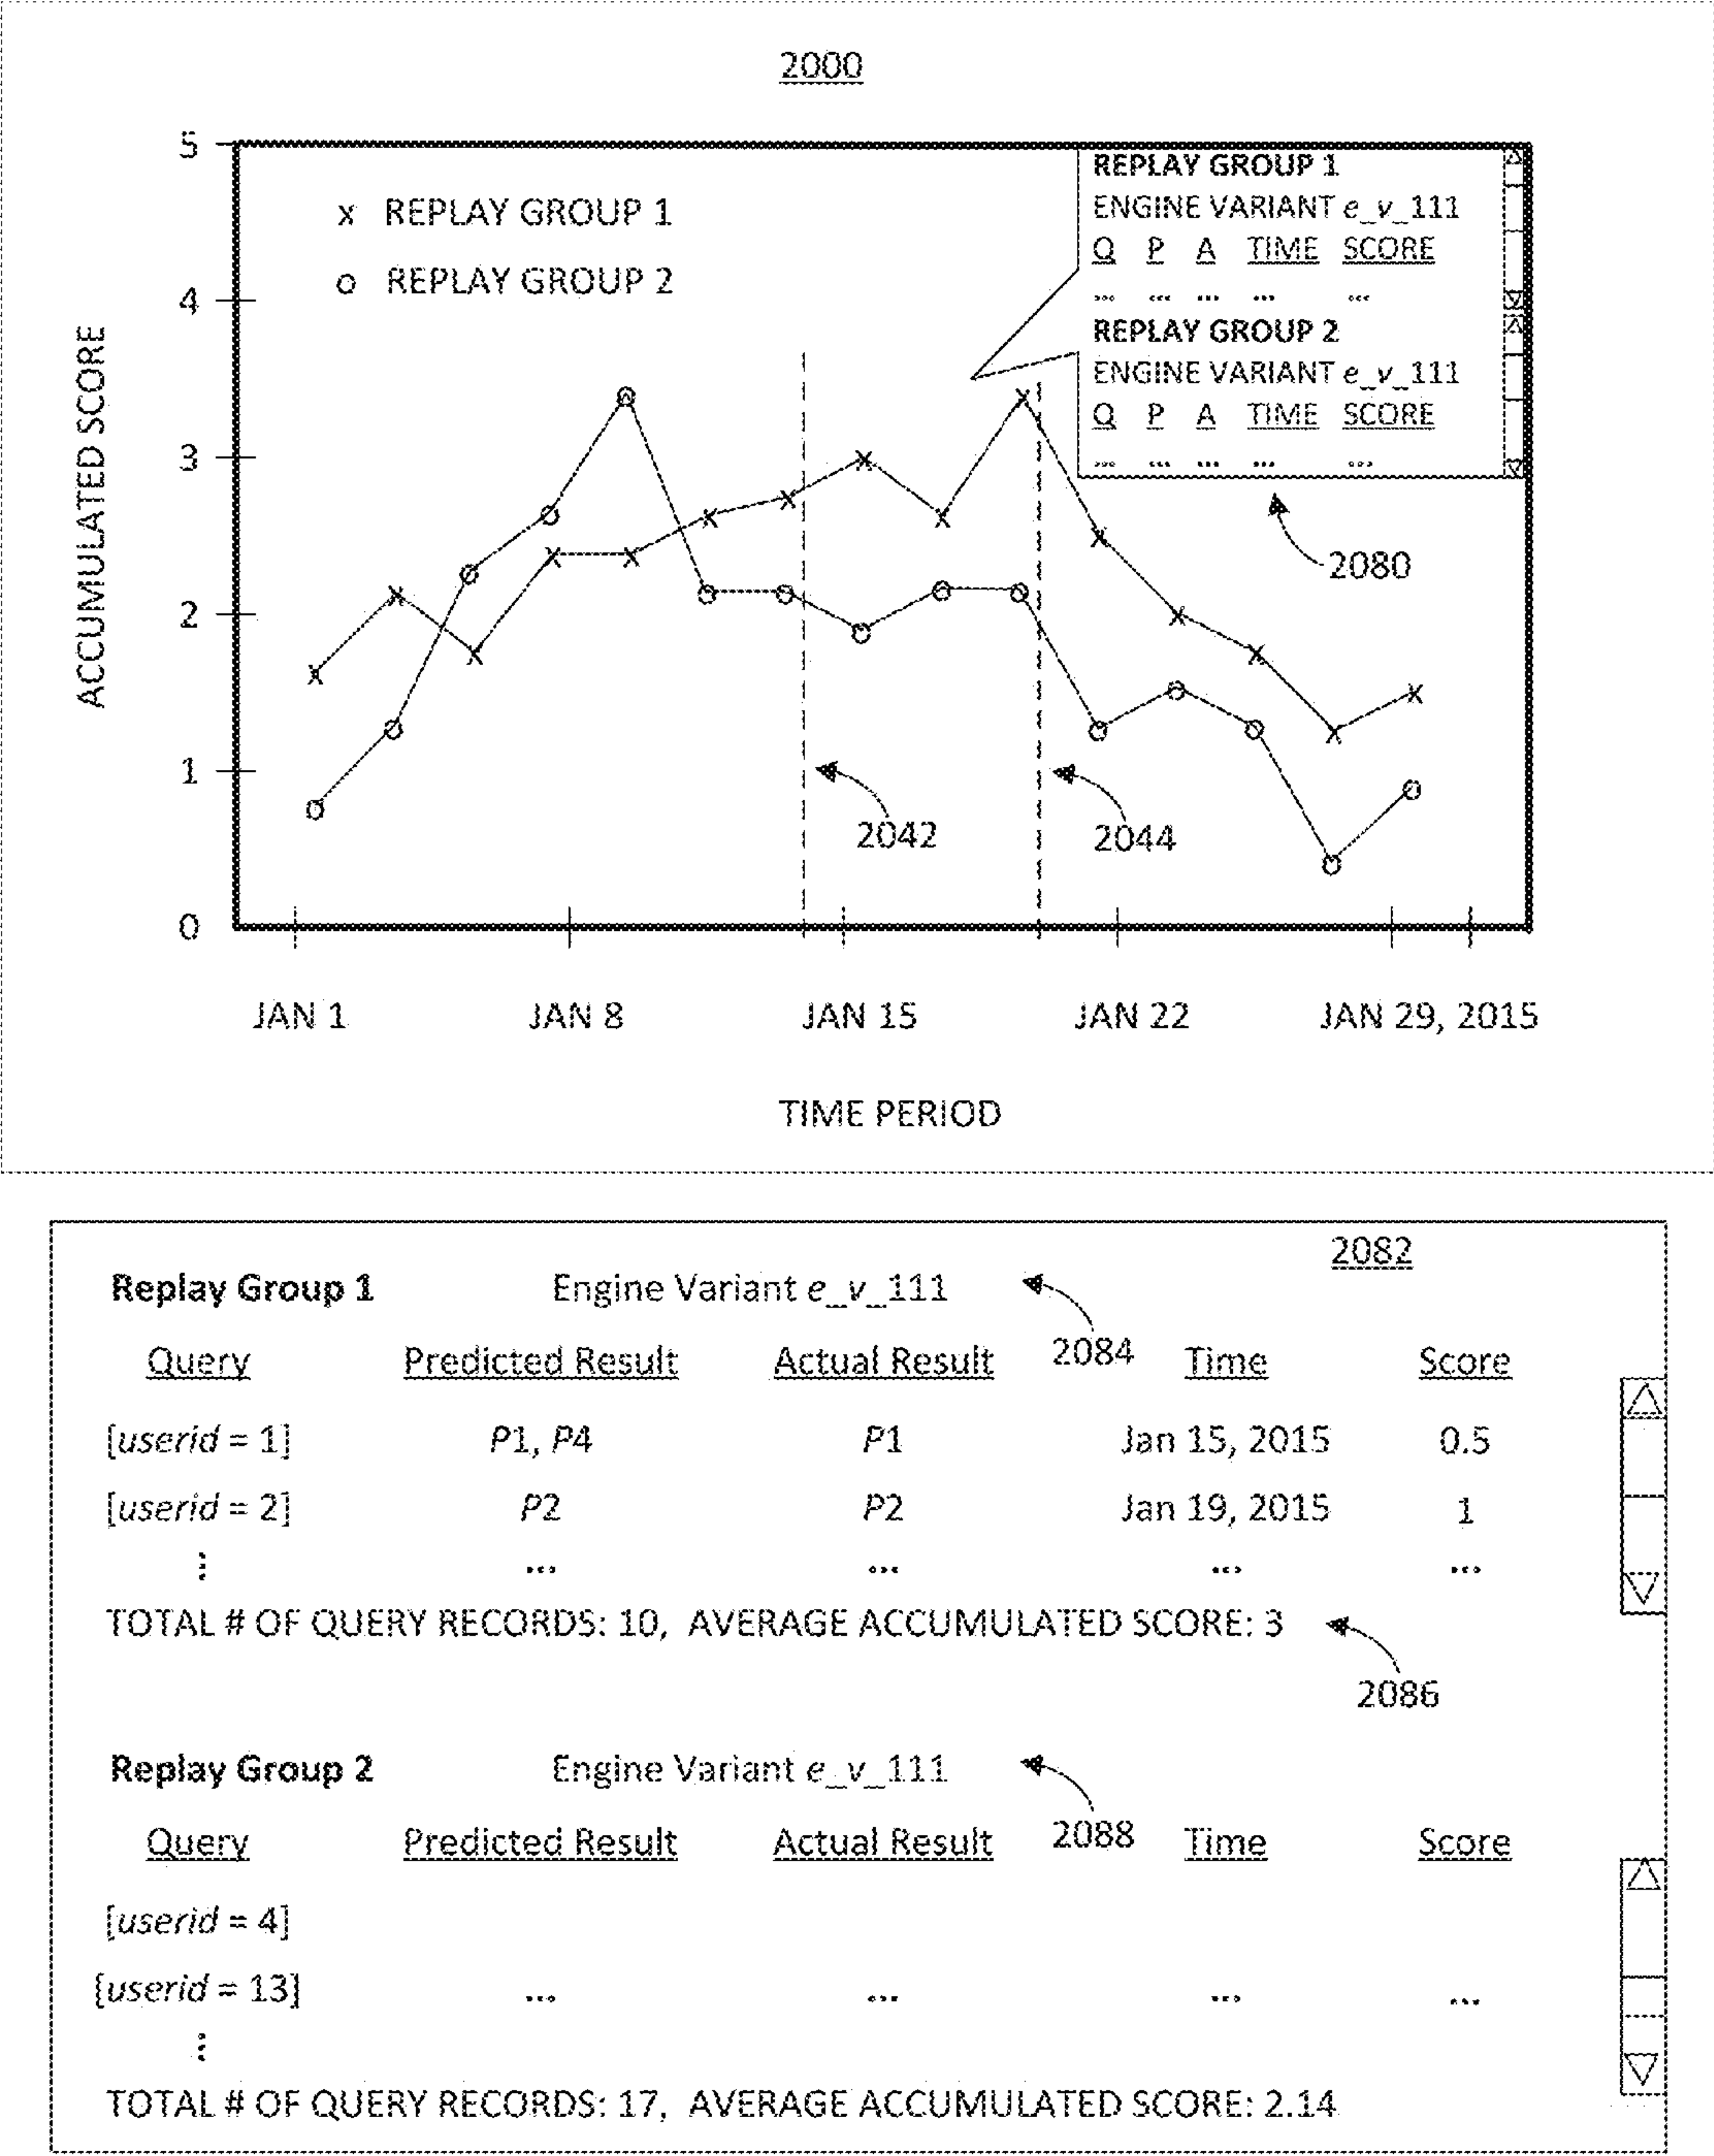 2000
5
4
3
2
1
0
ACCUMULATED SCORE
x REPLAY GROUP 1
o REPLAY GROUP 2
REPLAY GROUP 1
ENGINE VARIANT e_v_111
Q P A TIME SCORE
... ... ... ... ...
REPLAY GROUP 2
ENGINE VARIANT e_v_111
Q P A TIME SCORE
... ... ... ... ...
2080
2042
2044
JAN 1 JAN 8 JAN 15 JAN 22 JAN 29, 2015
TIME PERIOD
2082
Replay Group 1 Engine Variant e_v_111
2084
Query Predicted Result Actual Result Time Score
[userid = 1] P1, P4 P1 Jan 15, 2015 0.5
[userid = 2] P2 P2 Jan 19, 2015 1
⋮ ... ... ... ...
TOTAL # OF QUERY RECORDS: 10, AVERAGE ACCUMULATED SCORE: 3
2086
Replay Group 2 Engine Variant e_v_111
2088
Query Predicted Result Actual Result Time Score
[userid = 4]
[userid = 13] ... ... ... ...
⋮
TOTAL # OF QUERY RECORDS: 17, AVERAGE ACCUMULATED SCORE: 2.14